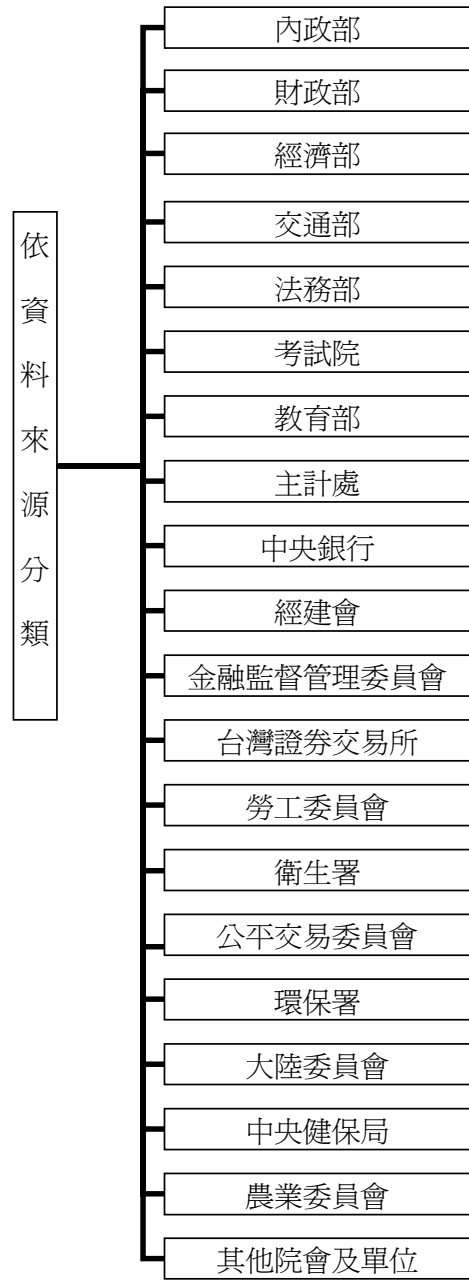 依資料來源分類
內政部
財政部
經濟部
交通部
法務部
考試院
教育部
主計處
中央銀行
經建會
金融監督管理委員會
台灣證券交易所
勞工委員會
衛生署
公平交易委員會
環保署
大陸委員會
中央健保局
農業委員會
其他院會及單位